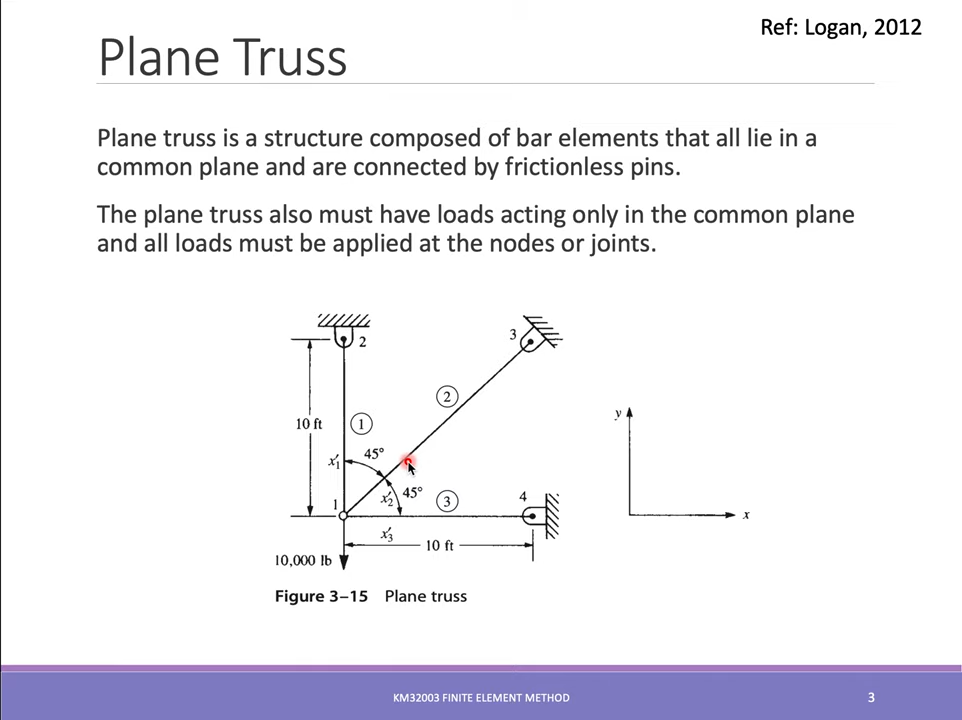 Ref: Logan, 2012
Plane Truss
Plane truss is a structure composed of bar elements that all lie in a
common plane and are connected by frictionless pins.
The plane truss also must have loads acting only in the common plane
and all loads must be applied at the nodes or joints.
2
3
2
10 ft
1
45°
x′1
y
x′2
45°
3
4
1
x′3
10 ft
x
10,000 lb
Figure 3–15 Plane truss
KM32003 FINITE ELEMENT METHOD
3